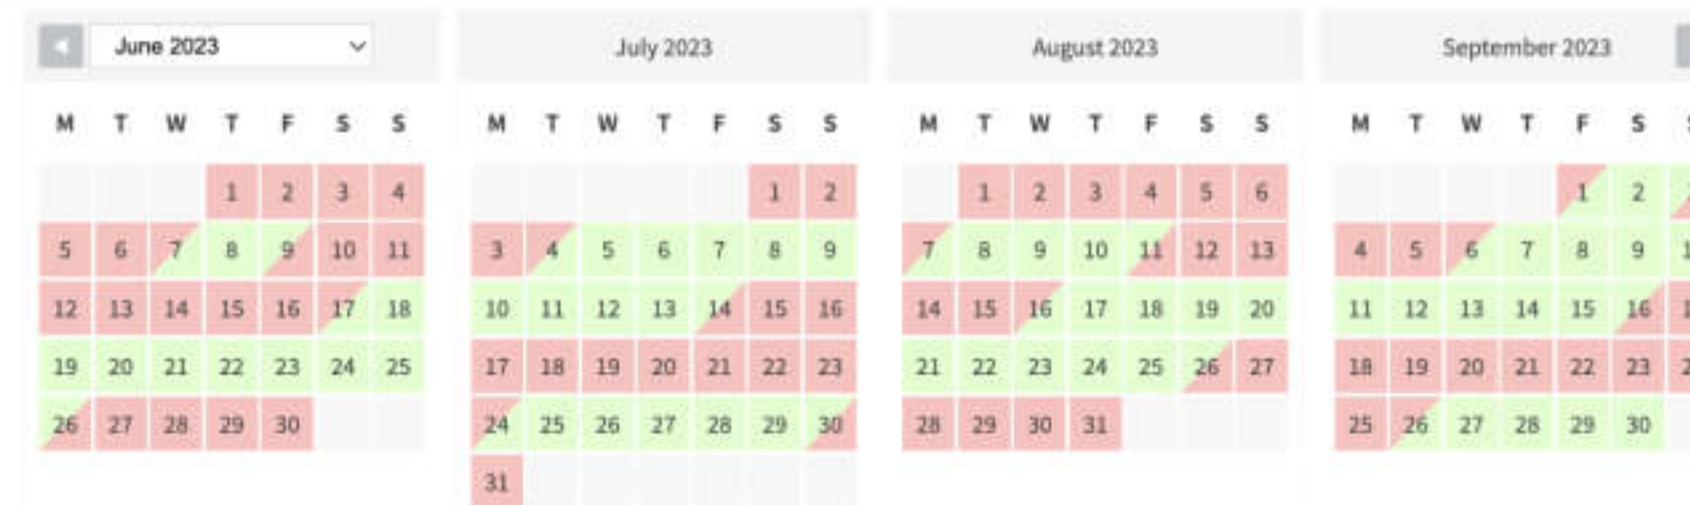 June 2023
M T W T F S S
1 2 3 4
5 6 7 8 9 10 11
12 13 14 15 16 17 18
19 20 21 22 23 24 25
26 27 28 29 30
July 2023
M T W T F S S
1 2
3 4 5 6 7 8 9
10 11 12 13 14 15 16
17 18 19 20 21 22 23
24 25 26 27 28 29 30
31
August 2023
M T W T F S S
1 2 3 4 5 6
7 8 9 10 11 12 13
14 15 16 17 18 19 20
21 22 23 24 25 26 27
28 29 30 31
September 2023
M T W T F S
1 2
4 5 6 7 8 9
11 12 13 14 15 16
18 19 20 21 22 23
25 26 27 28 29 30